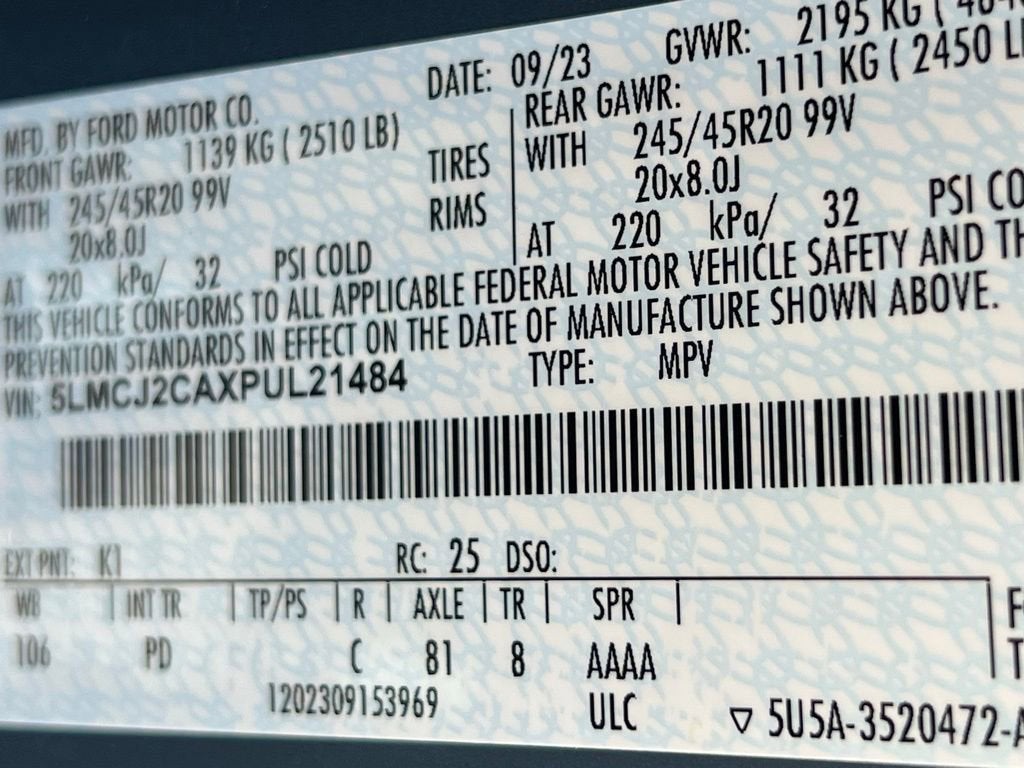 MFD. BY FORD MOTOR CO. DATE: 09/23 GVWR: 2195 KG (
FRONT GAWR: 1139 KG ( 2510 LB) REAR GAWR: 1111 KG ( 2450
WITH 245/45R20 99V TIRES WITH 245/45R20 99V
20x8.0J RIMS 20x8.0J
AT 220 kPa/ 32 PSI COLD AT 220 kPa/ 32 PSI
THIS VEHICLE CONFORMS TO ALL APPLICABLE FEDERAL MOTOR VEHICLE SAFETY AND
PREVENTION STANDARDS IN EFFECT ON THE DATE OF MANUFACTURE SHOWN ABOVE.
VIN: 5LMCJ2CAXPUL21484 TYPE: MPV
EXT PNT: K1 RC: 25 DSO:
WB | INT TR | TP/PS | R | AXLE | TR | SPR |
106 PD C 81 8 AAAA
1202309153969 ULC ▽ 5U5A-3520472-A